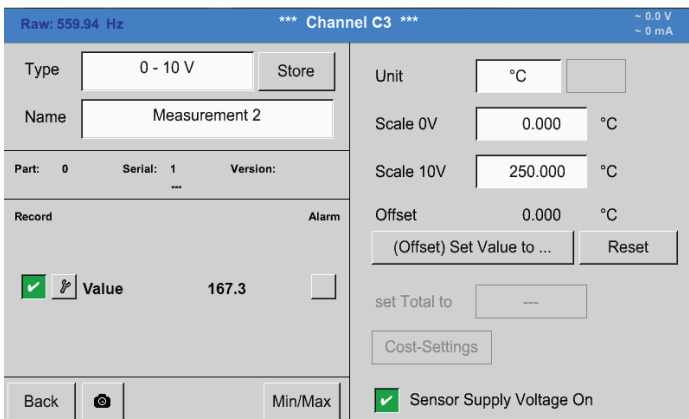 Raw: 559.94 Hz
*** Channel C3 ***
~ 0.0 V
~ 0 mA
Type
0 - 10 V
Store
Name
Measurement 2
Part: 0 Serial: 1 Version:
---
Record Alarm
Value 167.3
Back
Min/Max
Unit °C
Scale 0V 0.000 °C
Scale 10V 250.000 °C
Offset 0.000 °C
(Offset) Set Value to ... Reset
set Total to ---
Cost-Settings
Sensor Supply Voltage On